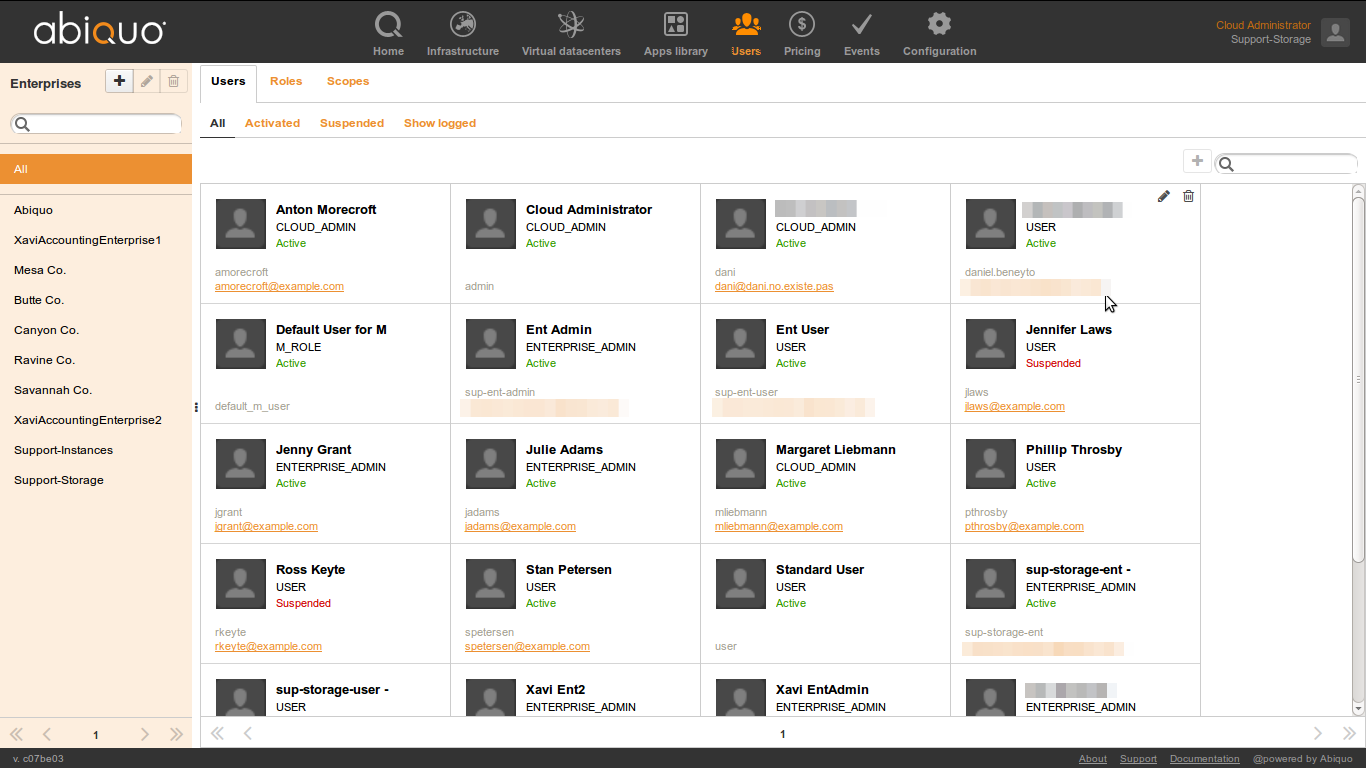 abiquo
Home
Infrastructure
Virtual datacenters
Apps library
Users
Pricing
Events
Configuration
Cloud Administrator
Support-Storage
Enterprises
All
Abiquo
XaviAccountingEnterprise1
Mesa Co.
Butte Co.
Canyon Co.
Ravine Co.
Savannah Co.
XaviAccountingEnterprise2
Support-Instances
Support-Storage
1
Users
Roles
Scopes
All
Activated
Suspended
Show logged
Anton Morecroft
CLOUD_ADMIN
Active
amorecroft
amorecroft@example.com
Cloud Administrator
CLOUD_ADMIN
Active
admin
CLOUD_ADMIN
Active
dani
dani@dani.no.existe.pas
USER
Active
daniel.beneyto
Default User for M
M_ROLE
Active
default_m_user
Ent Admin
ENTERPRISE_ADMIN
Active
sup-ent-admin
Ent User
USER
Active
sup-ent-user
Jennifer Laws
USER
Suspended
jlaws
jlaws@example.com
Jenny Grant
ENTERPRISE_ADMIN
Active
jgrant
jgrant@example.com
Julie Adams
ENTERPRISE_ADMIN
Active
jadams
jadams@example.com
Margaret Liebmann
CLOUD_ADMIN
Active
mliebmann
mliebmann@example.com
Phillip Throsby
USER
Active
pthrosby
pthrosby@example.com
Ross Keyte
USER
Suspended
rkeyte
rkeyte@example.com
Stan Petersen
USER
Active
spetersen
spetersen@example.com
Standard User
USER
Active
user
sup-storage-ent -
ENTERPRISE_ADMIN
Active
sup-storage-ent
sup-storage-user -
USER
Xavi Ent2
ENTERPRISE_ADMIN
Xavi EntAdmin
ENTERPRISE_ADMIN
ENTERPRISE_ADMIN
1
v. c07be03
About
Support
Documentation
@powered by Abiquo